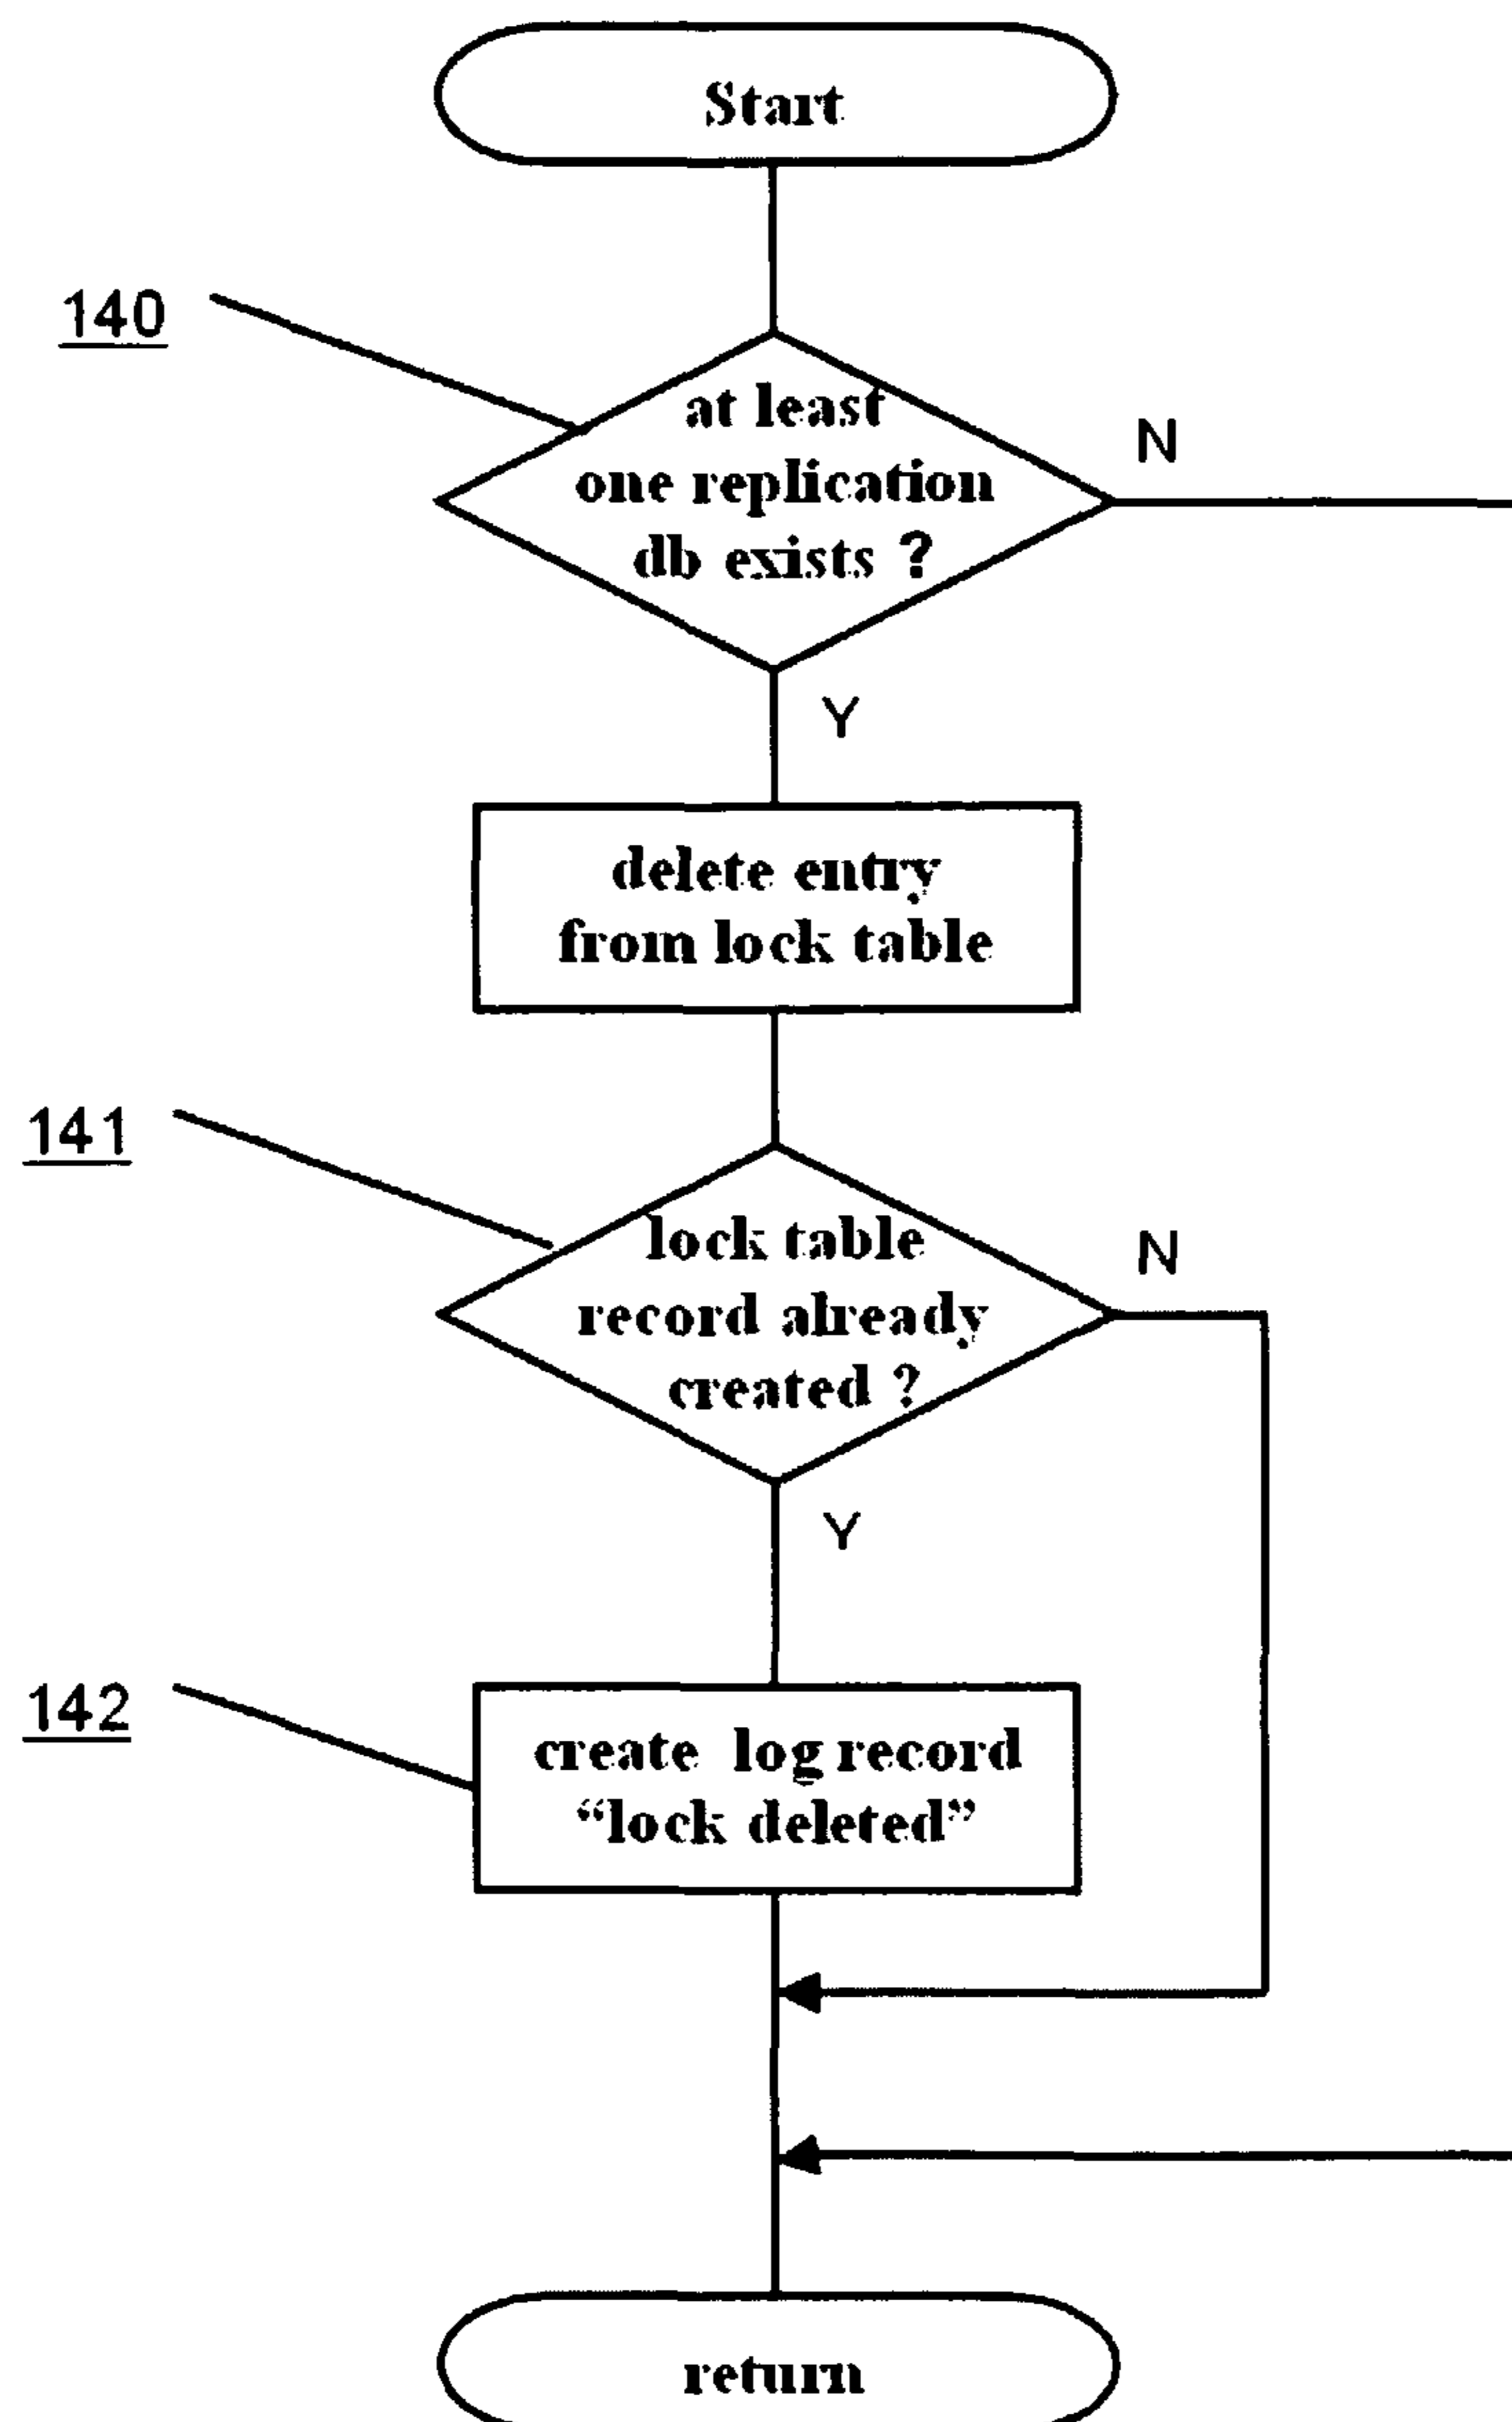 Start
140
at least
one replication
db exists ?
N
Y
delete entry
from lock table
141
lock table
record already
created ?
N
Y
142
create log record
“lock deleted”
return